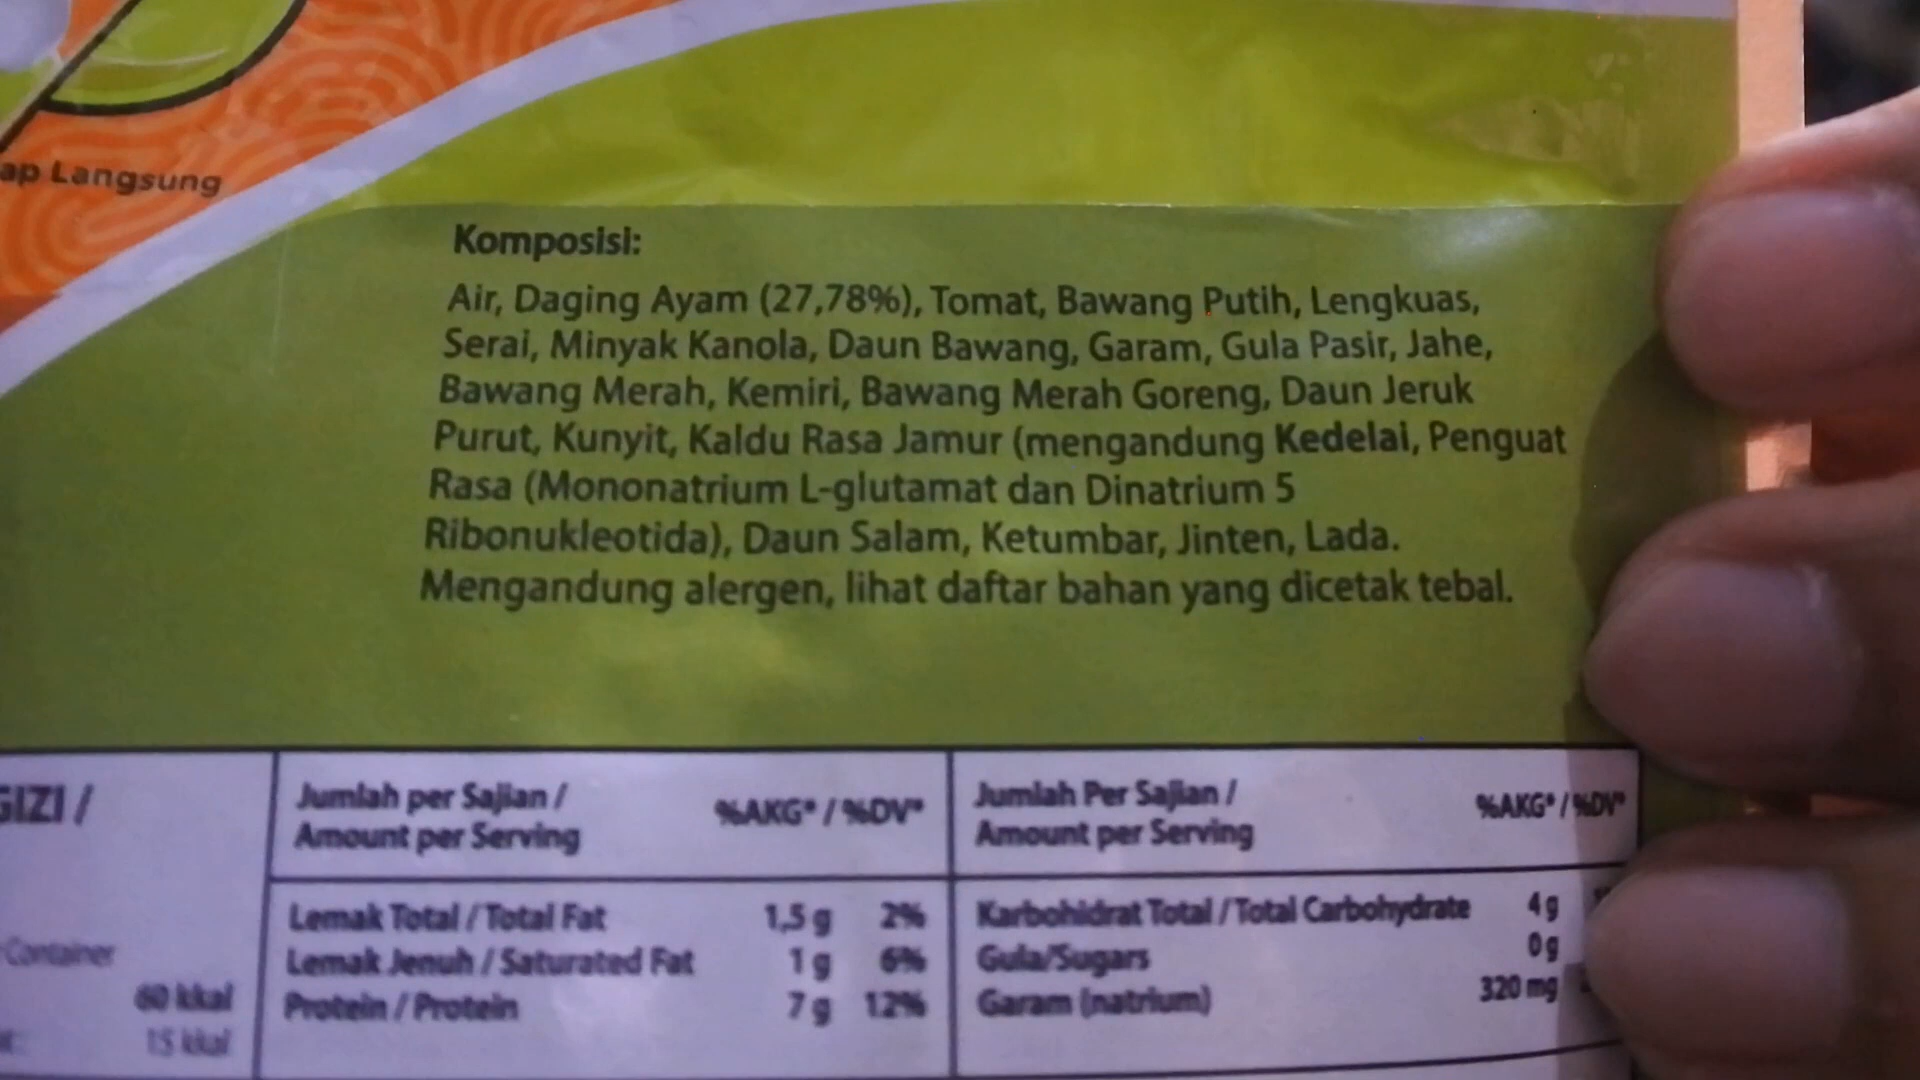 ap Langsung
Komposisi:
Air, Daging Ayam (27,78%), Tomat, Bawang Putih, Lengkuas,
Serai, Minyak Kanola, Daun Bawang, Garam, Gula Pasir, Jahe,
Bawang Merah, Kemiri, Bawang Merah Goreng, Daun Jeruk
Purut, Kunyit, Kaldu Rasa Jamur (mengandung Kedelai, Penguat
Rasa (Mononatrium L-glutamat dan Dinatrium 5
Ribonukleotida), Daun Salam, Ketumbar, Jinten, Lada.
Mengandung alergen, lihat daftar bahan yang dicetak tebal.
GIZI /
Container
60 kkal
15 kkal
Jumlah per Sajian /
Amount per Serving
%AKG* / %DV*
Lemak Total / Total Fat 1,5 g 2%
Lemak Jenuh / Saturated Fat 1 g 6%
Protein / Protein 7 g 12%
Jumlah Per Sajian /
Amount per Serving
%AKG* / %DV*
Karbohidrat Total / Total Carbohydrate 4 g
Gula/Sugars 0 g
Garam (natrium) 320 mg